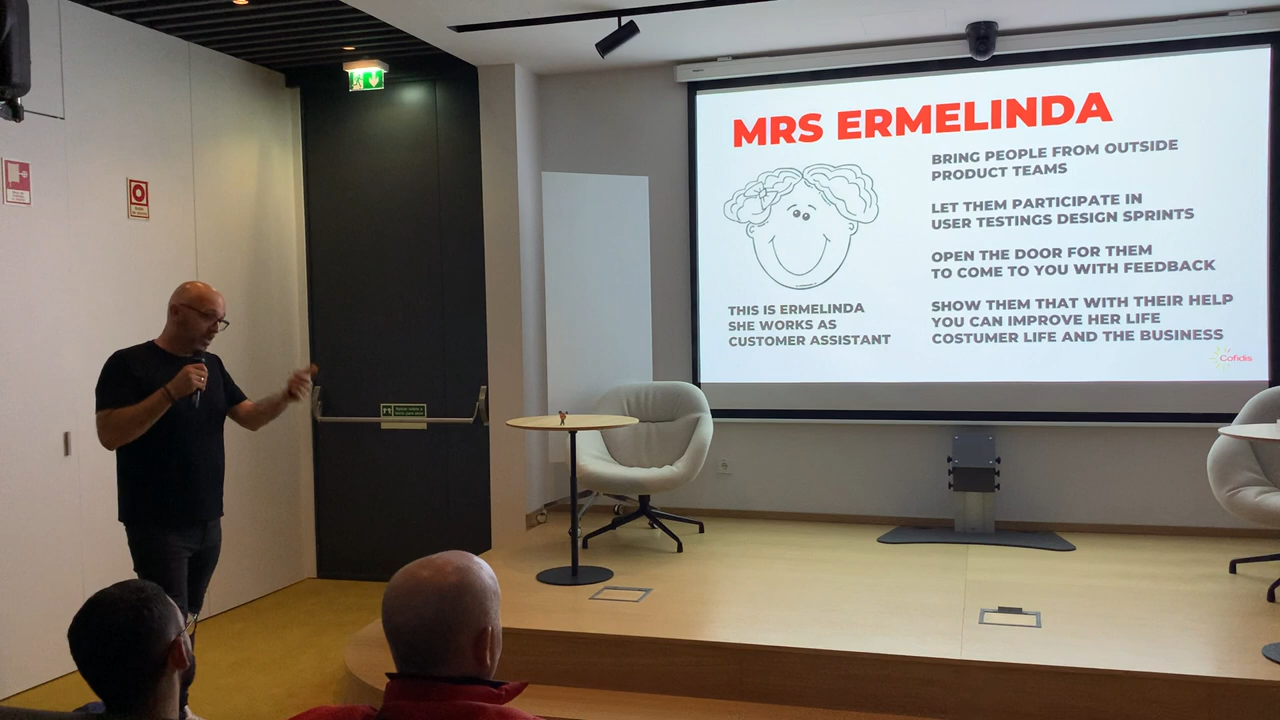 MRS ERMELINDA
THIS IS ERMELINDA
SHE WORKS AS
CUSTOMER ASSISTANT
BRING PEOPLE FROM OUTSIDE
PRODUCT TEAMS
LET THEM PARTICIPATE IN
USER TESTINGS DESIGN SPRINTS
OPEN THE DOOR FOR THEM
TO COME TO YOU WITH FEEDBACK
SHOW THEM THAT WITH THEIR HELP
YOU CAN IMPROVE HER LIFE
COSTUMER LIFE AND THE BUSINESS
Cofidis